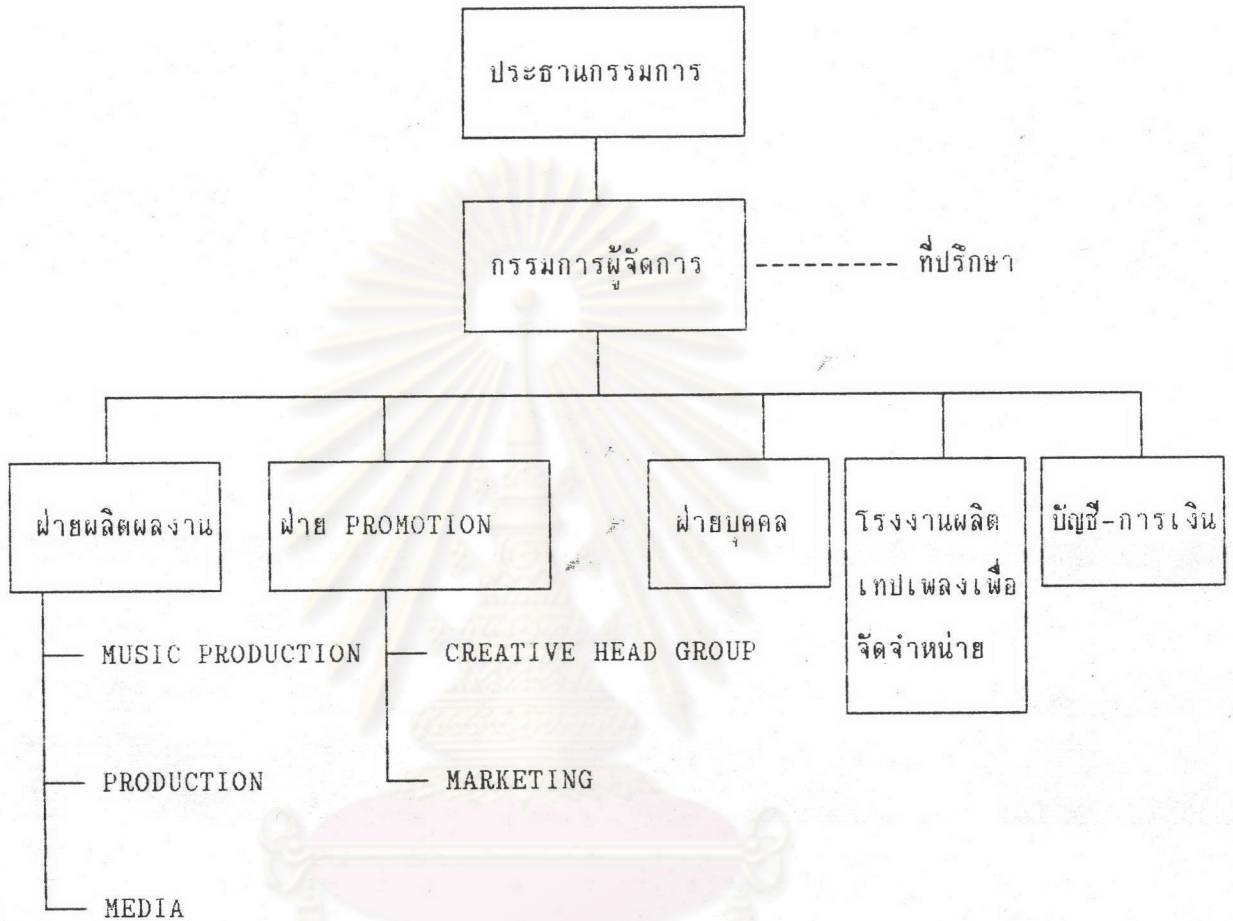 ประธานกรรมการ
กรรมการผู้จัดการ
ที่ปรึกษา
ฝ่ายผลิตผลงาน
ฝ่าย PROMOTION
ฝ่ายบุคคล
โรงงานผลิต
เทปเพลงเพื่อ
จัดจำหน่าย
บัญชี-การเงิน
MUSIC PRODUCTION
PRODUCTION
MEDIA
CREATIVE HEAD GROUP
MARKETING